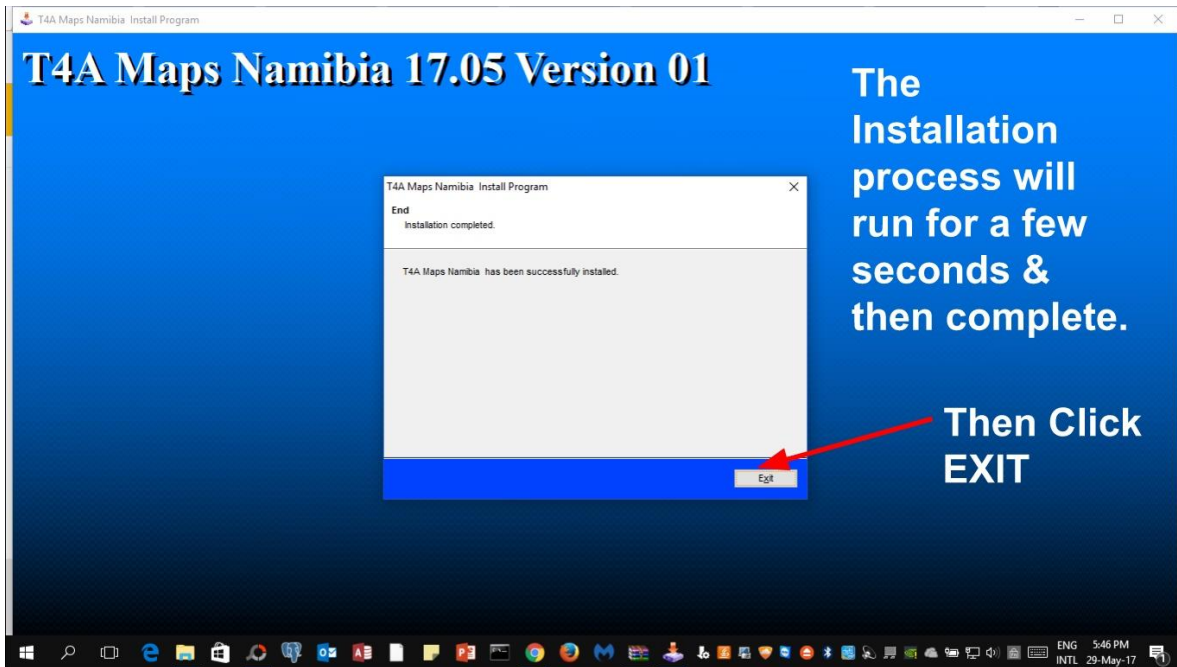 T4A Maps Namibia Install Program
T4A Maps Namibia 17.05 Version 01
The
Installation
process will
run for a few
seconds &
then complete.
T4A Maps Namibia Install Program
End
Installation completed.
T4A Maps Namibia has been successfully installed.
Then Click
EXIT
Exit
ENG
5:46 PM
INTL
29-May-17